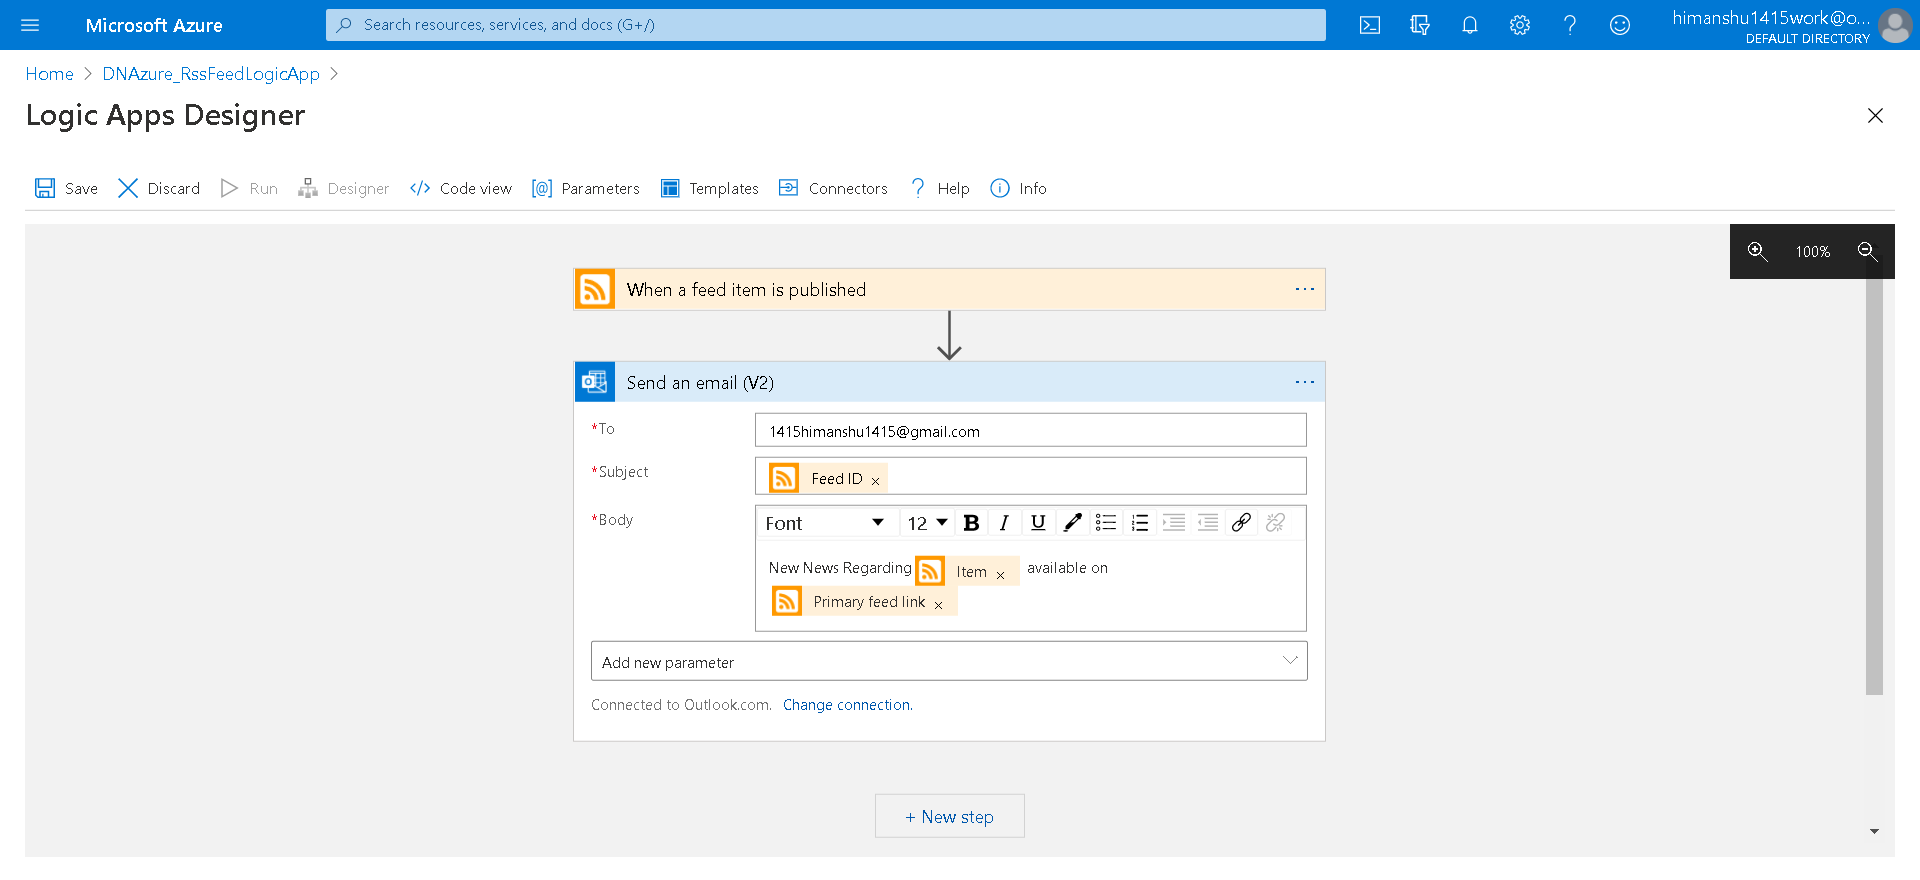 Microsoft Azure
Search resources, services, and docs (G+/)
himanshu1415work@o...
DEFAULT DIRECTORY
Home > DNAzure_RssFeedLogicApp >
Logic Apps Designer
Save Discard Run Designer Code view Parameters Templates Connectors Help Info
100%
When a feed item is published
Send an email (V2)
*To
1415himanshu1415@gmail.com
*Subject
Feed ID ×
*Body
Font 12 B I U
New News Regarding Item × available on
Primary feed link ×
Add new parameter
Connected to Outlook.com. Change connection.
+ New step